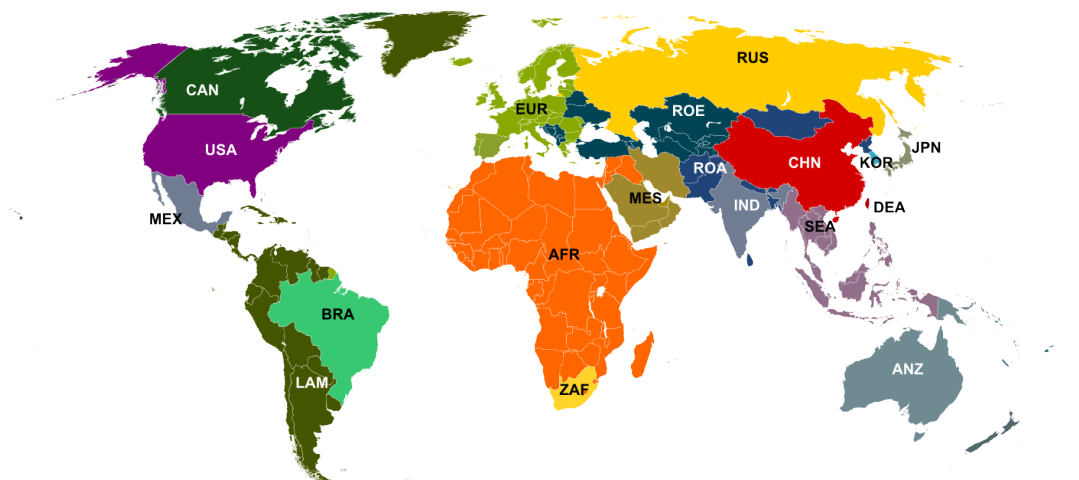 RUS
CAN
ROE
EUR
JPN
USA
KOR
CHN
ROA
MES
IND
DEA
MEX
SEA
AFR
BRA
ANZ
LAM
ZAF